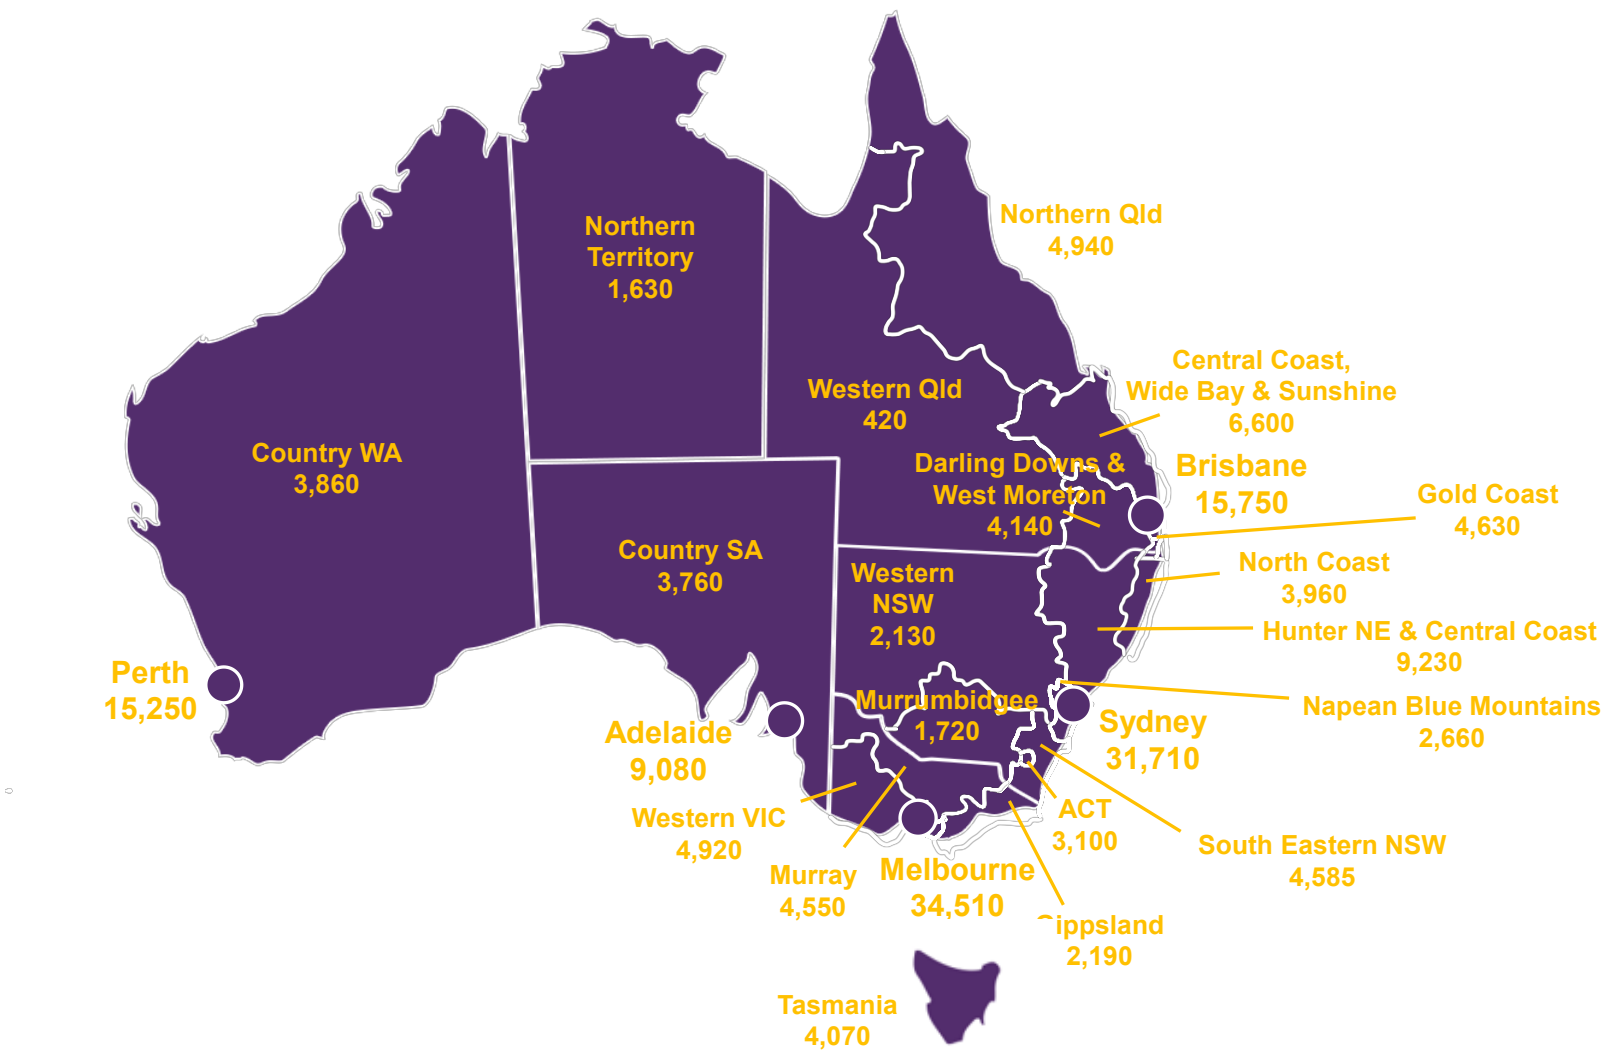 Northern Qld
4,940
Northern
Territory
1,630
Central Coast,
Wide Bay & Sunshine
6,600
Western Qld
420
Country WA
3,860
Darling Downs &
West Moreton
4,140
Brisbane
15,750
Gold Coast
4,630
Country SA
3,760
North Coast
3,960
Western
NSW
2,130
Hunter NE & Central Coast
9,230
Perth
15,250
Murrumbidgee
1,720
Napean Blue Mountains
2,660
Sydney
31,710
Adelaide
9,080
Western VIC
4,920
ACT
3,100
South Eastern NSW
4,585
Murray
4,550
Melbourne
34,510
Gippsland
2,190
Tasmania
4,070